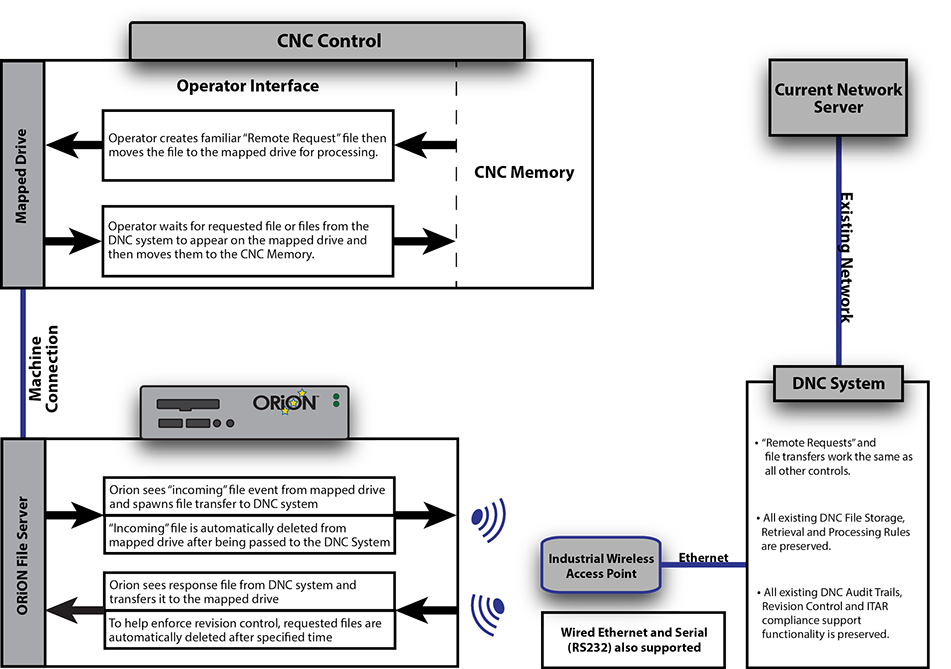 CNC Control
Operator Interface
Mapped Drive
Operator creates familiar “Remote Request” file then
moves the file to the mapped drive for processing.
CNC Memory
Operator waits for requested file or files from the
DNC system to appear on the mapped drive and
then moves them to the CNC Memory.
Current Network
Server
Existing Network
Machine
Connection
ORiON™
ORiON File Server
Orion sees “incoming” file event from mapped drive
and spawns file transfer to DNC system
“Incoming” file is automatically deleted from
mapped drive after being passed to the DNC System
Orion sees response file from DNC system and
transfers it to the mapped drive
To help enforce revision control, requested files are
automatically deleted after specified time
Industrial Wireless
Access Point
Ethernet
Wired Ethernet and Serial
(RS232) also supported
DNC System
• “Remote Requests” and
file transfers work the same as
all other controls.
• All existing DNC File Storage,
Retrieval and Processing Rules
are preserved.
• All existing DNC Audit Trails,
Revision Control and ITAR
compliance support
functionality is preserved.